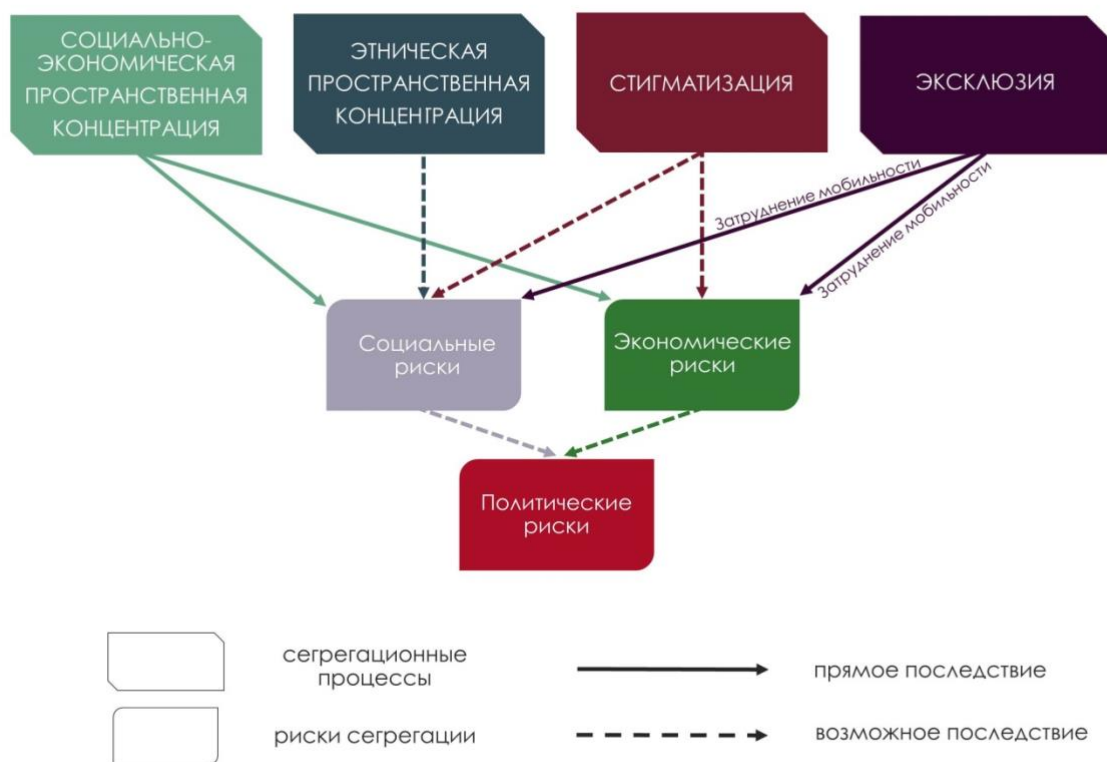 СОЦИАЛЬНО-
ЭКОНОМИЧЕСКАЯ
ПРОСТРАНСТВЕННАЯ
КОНЦЕНТРАЦИЯ
ЭТНИЧЕСКАЯ
ПРОСТРАНСТВЕННАЯ
КОНЦЕНТРАЦИЯ
СТИГМАТИЗАЦИЯ
ЭКСКЛЮЗИЯ
Затруднение мобильности
Затруднение мобильности
Социальные
риски
Экономические
риски
Политические
риски
сегрегационные
процессы
прямое последствие
риски сегрегации
возможное последствие